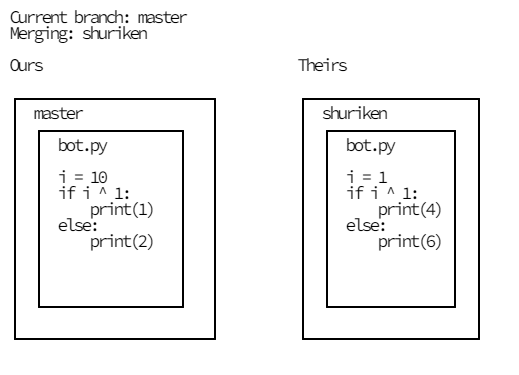 Current branch: master
Merging: shuriken
Ours
Theirs
master
bot.py
i = 10
if i ^ 1:
    print(1)
else:
    print(2)
shuriken
bot.py
i = 1
if i ^ 1:
    print(4)
else:
    print(6)